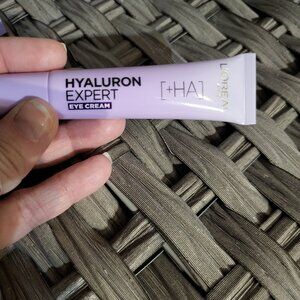 HYALURON
EXPERT
EYE CREAM
[+HA]
L'ORÉAL